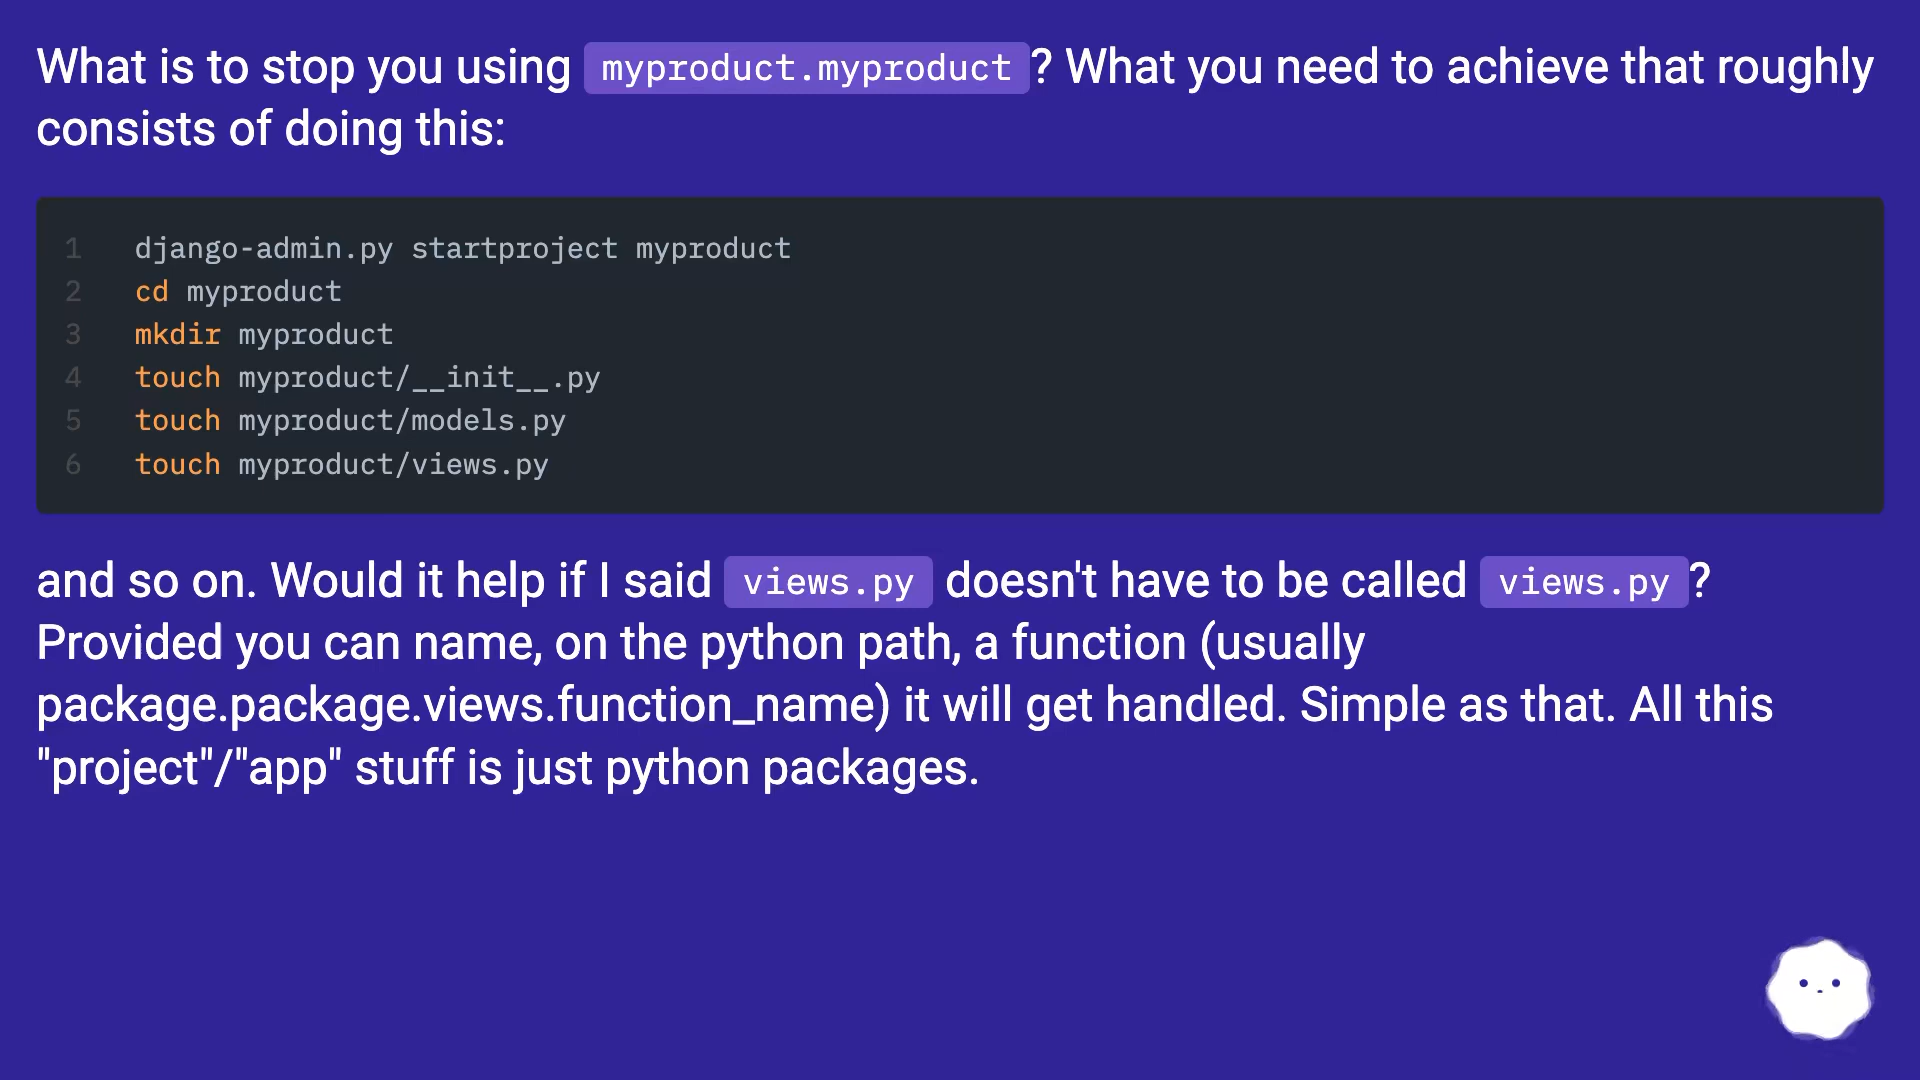 What is to stop you using myproduct.myproduct? What you need to achieve that roughly
consists of doing this:
1 django-admin.py startproject myproduct
2 cd myproduct
3 mkdir myproduct
4 touch myproduct/__init__.py
5 touch myproduct/models.py
6 touch myproduct/views.py
and so on. Would it help if I said views.py doesn't have to be called views.py?
Provided you can name, on the python path, a function (usually
package.package.views.function_name) it will get handled. Simple as that. All this
"project"/"app" stuff is just python packages.